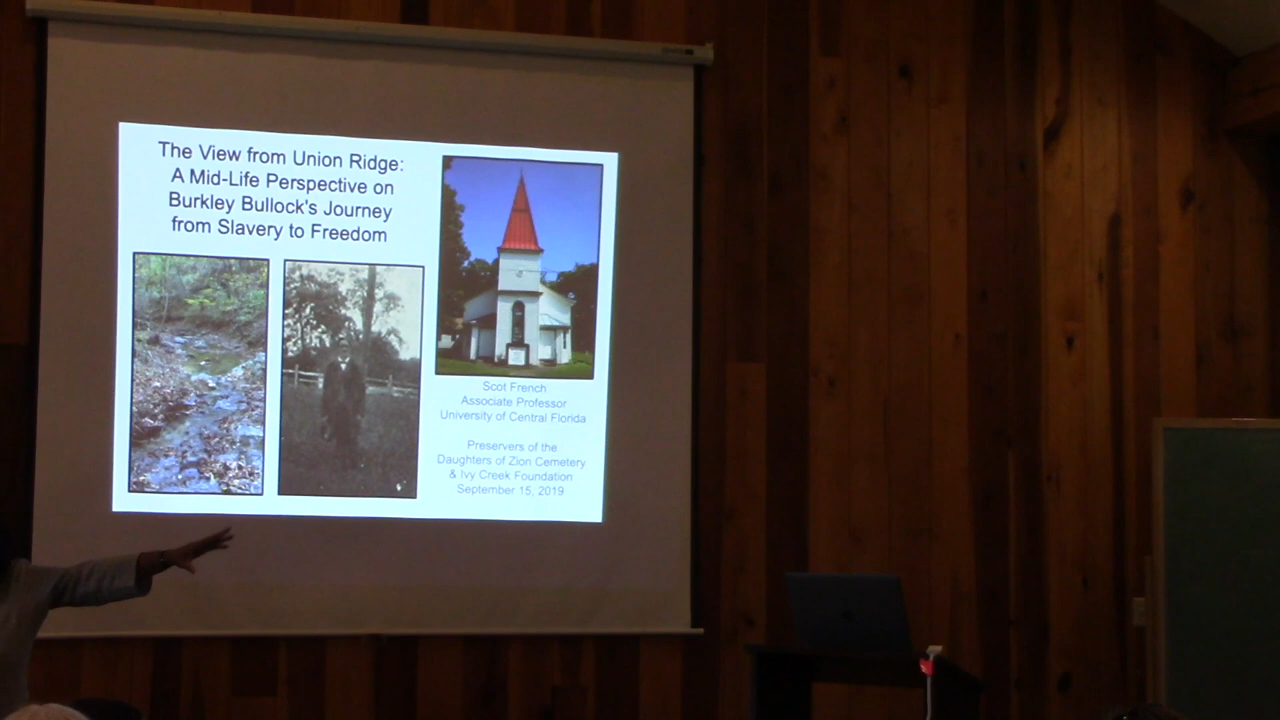 The View from Union Ridge:
A Mid-Life Perspective on
Burkley Bullock's Journey
from Slavery to Freedom
Scot French
Associate Professor
University of Central Florida
Preservers of the
Daughters of Zion Cemetery
& Ivy Creek Foundation
September 15, 2019